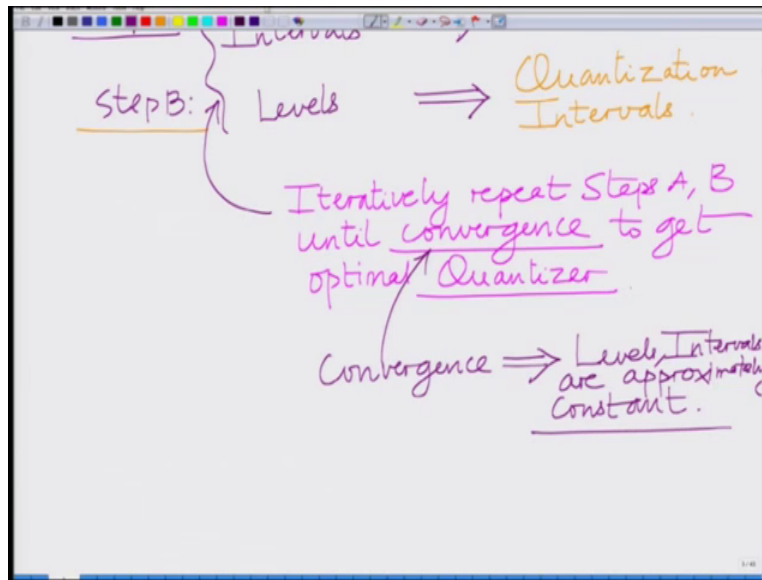 Intervals ⟹
Step B: Levels ⟹ Quantization
Intervals.
Iteratively repeat Steps A, B
until convergence to get
optimal Quantizer.
Convergence ⟹ Levels, Intervals
are approximately
constant.